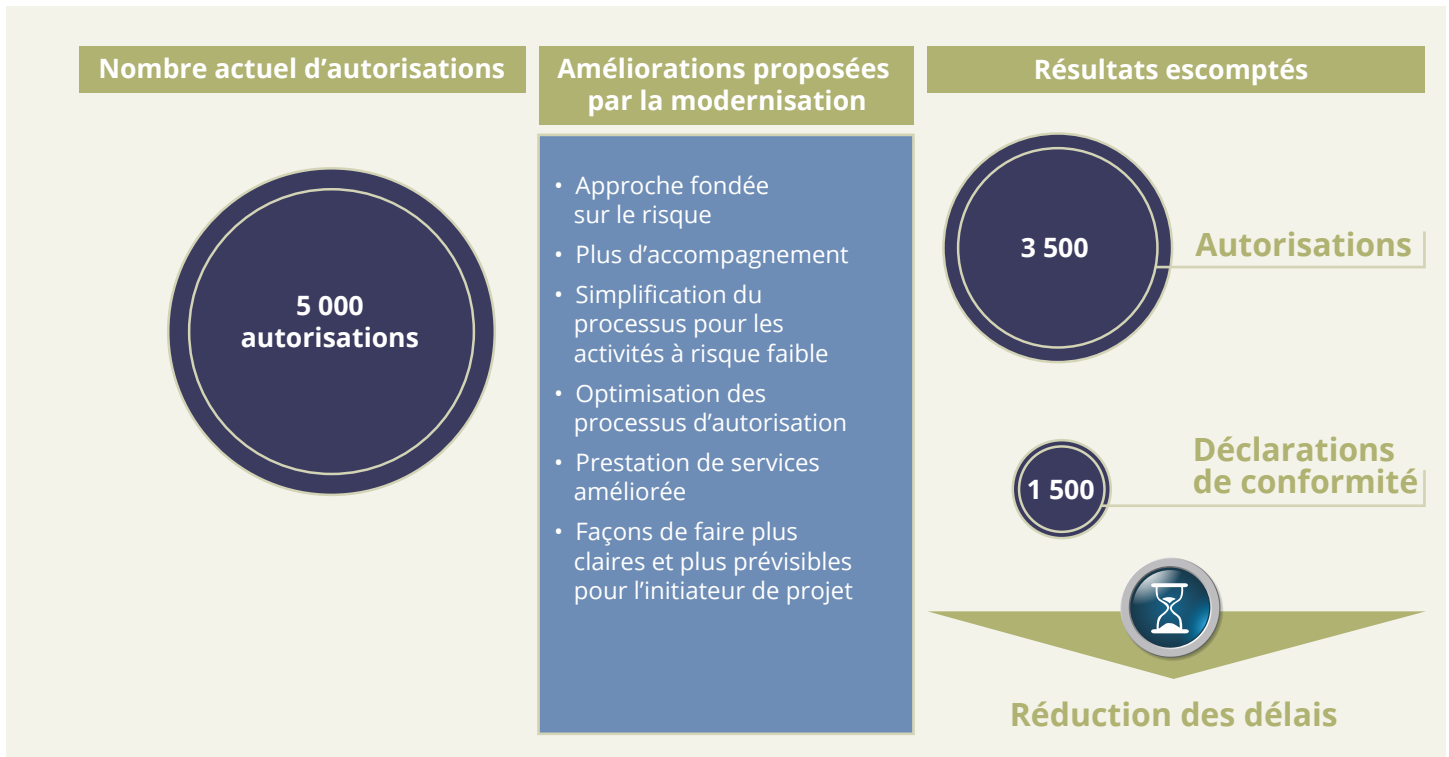 Nombre actuel d’autorisations
5 000
autorisations
Améliorations proposées
par la modernisation
• Approche fondée
sur le risque
• Plus d’accompagnement
• Simplification du
processus pour les
activités à risque faible
• Optimisation des
processus d’autorisation
• Prestation de services
améliorée
• Façons de faire plus
claires et plus prévisibles
pour l’initiateur de projet
Résultats escomptés
3 500
Autorisations
1 500
Déclarations
de conformité
Réduction des délais